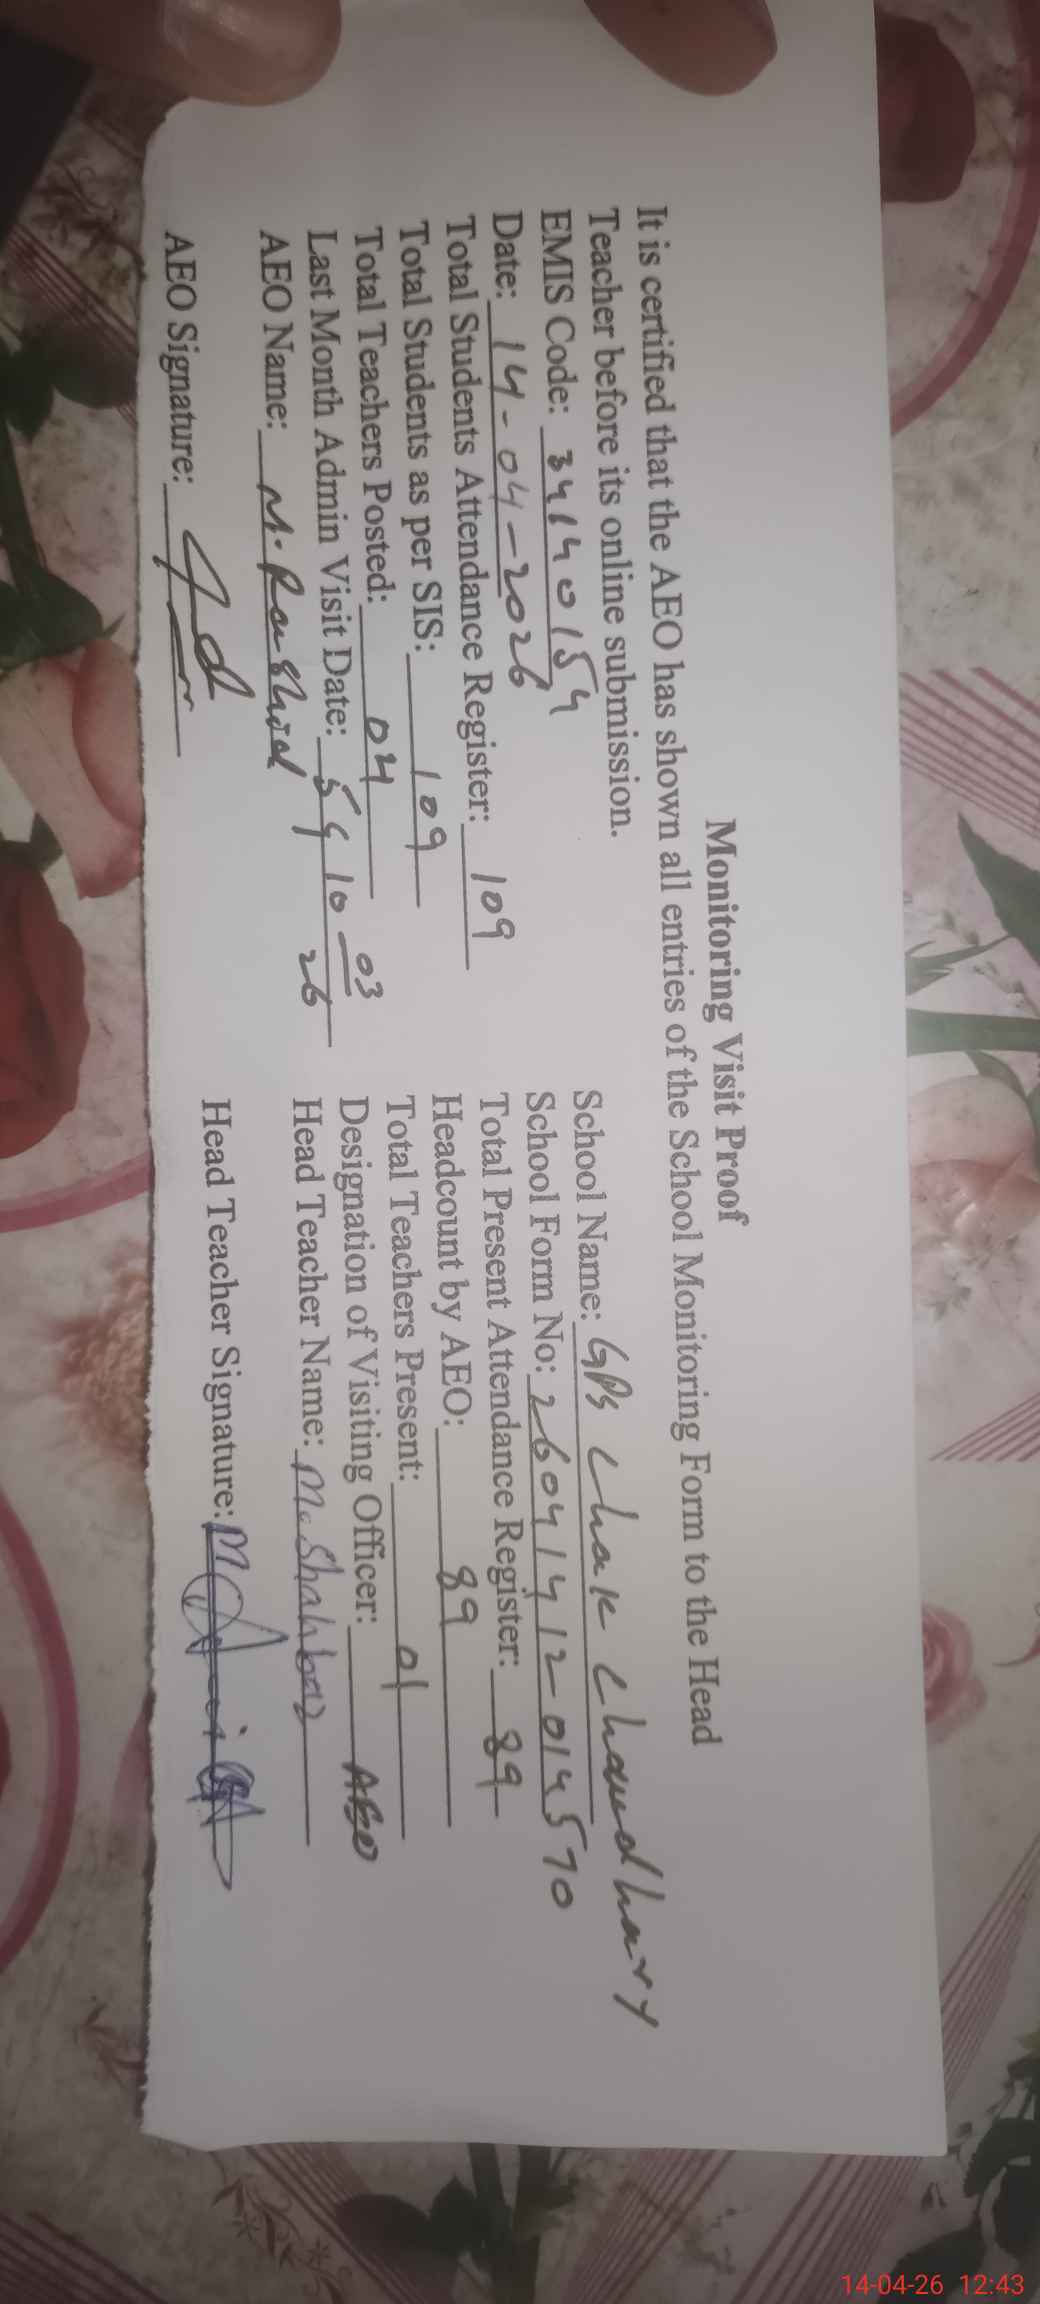 Monitoring Visit Proof
It is certified that the AEO has shown all entries of the School Monitoring Form to the Head
Teacher before its online submission.
EMIS Code: 34140154
School Name: GPS Chak Chaudhary
Date: 14-04-2026
School Form No: 26041412-014570
Total Students Attendance Register: 109
Total Present Attendance Register: 89
Total Students as per SIS: 109
Headcount by AEO: 89
Total Teachers Posted: 04
Total Teachers Present: 01
Last Month Admin Visit Date: 10 03 26
Designation of Visiting Officer: AEO
AEO Name: M. Rashid
Head Teacher Name: M. Shahbaz
AEO Signature:
Head Teacher Signature:
14-04-26 12:43